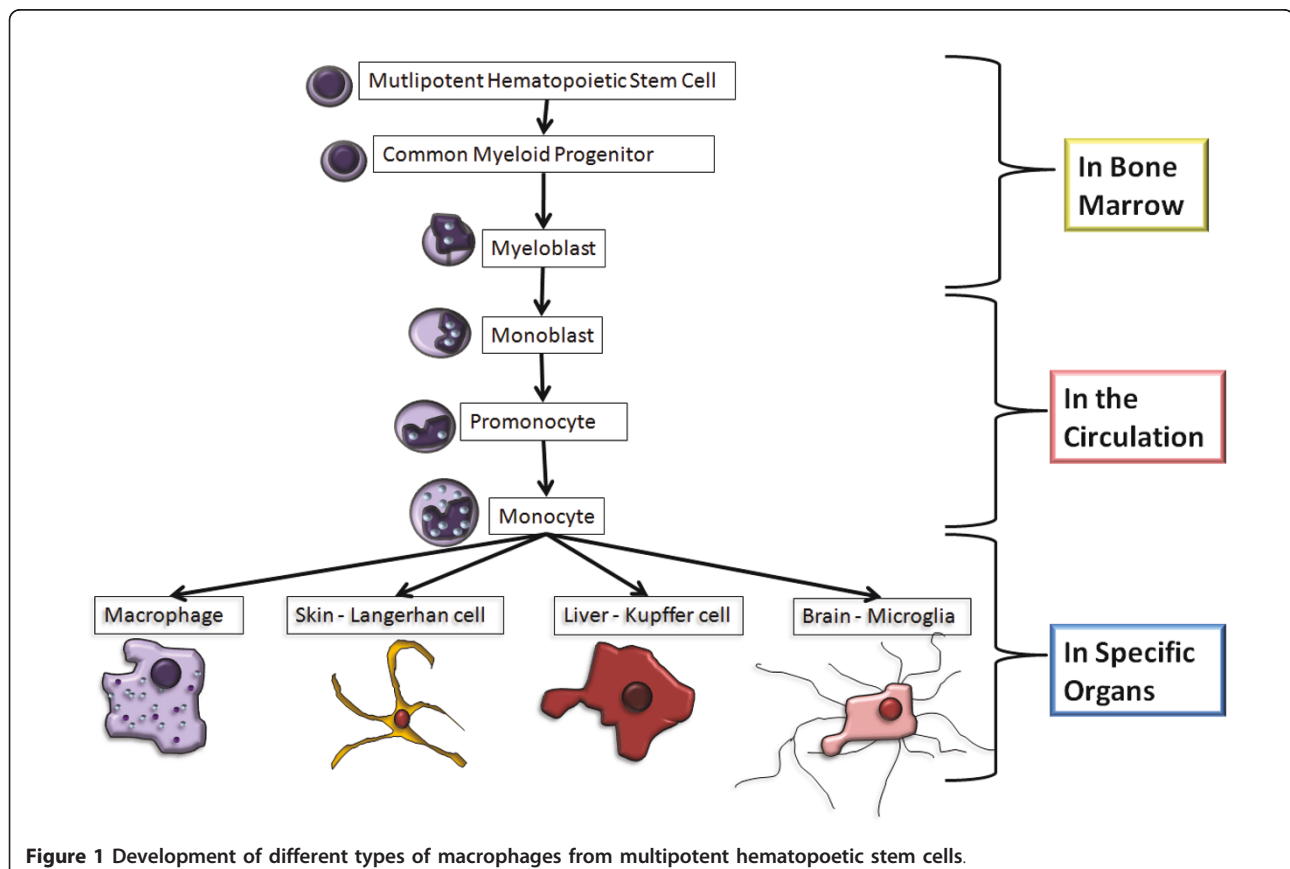 Mutlipotent Hematopoietic Stem Cell
Common Myeloid Progenitor
In Bone
Marrow
Myeloblast
Monoblast
In the
Circulation
Promonocyte
Monocyte
Macrophage
Skin - Langerhan cell
Liver - Kupffer cell
Brain - Microglia
In Specific
Organs
Figure 1 Development of different types of macrophages from multipotent hematopoetic stem cells.